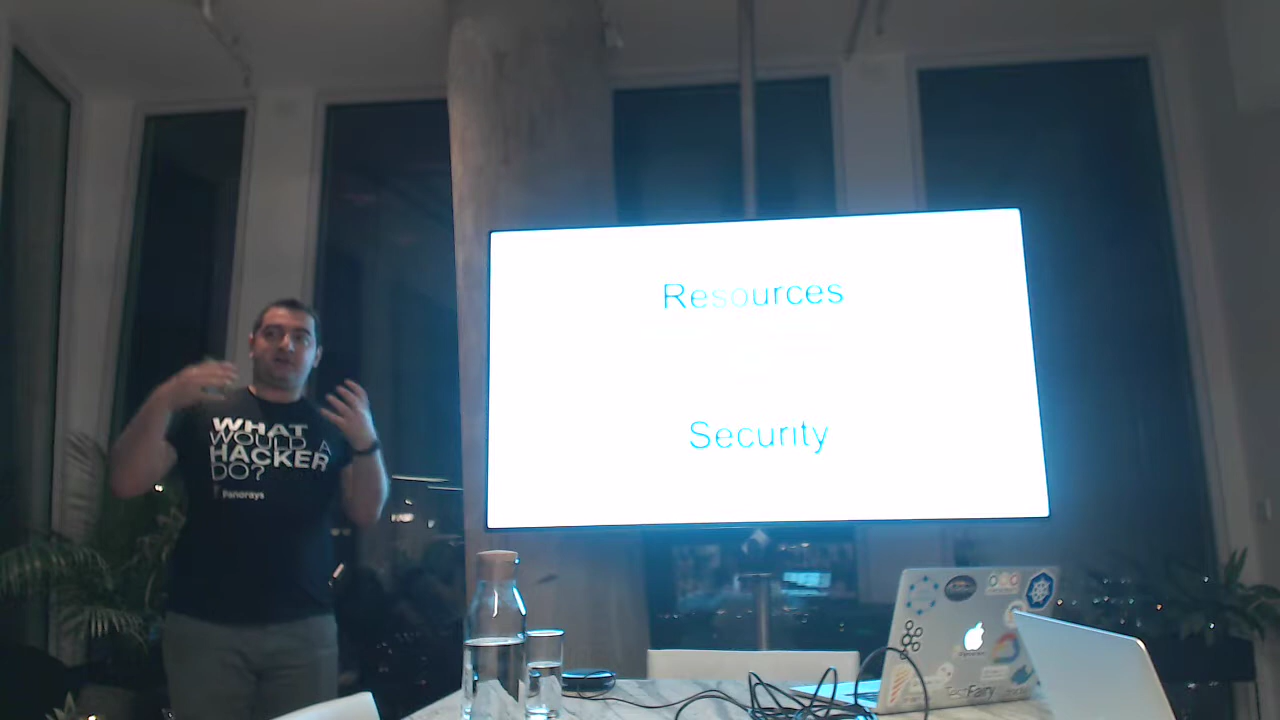 Resources
Security
WHAT
WOULD A
HACKER
DO?
Panorays
TestFairy